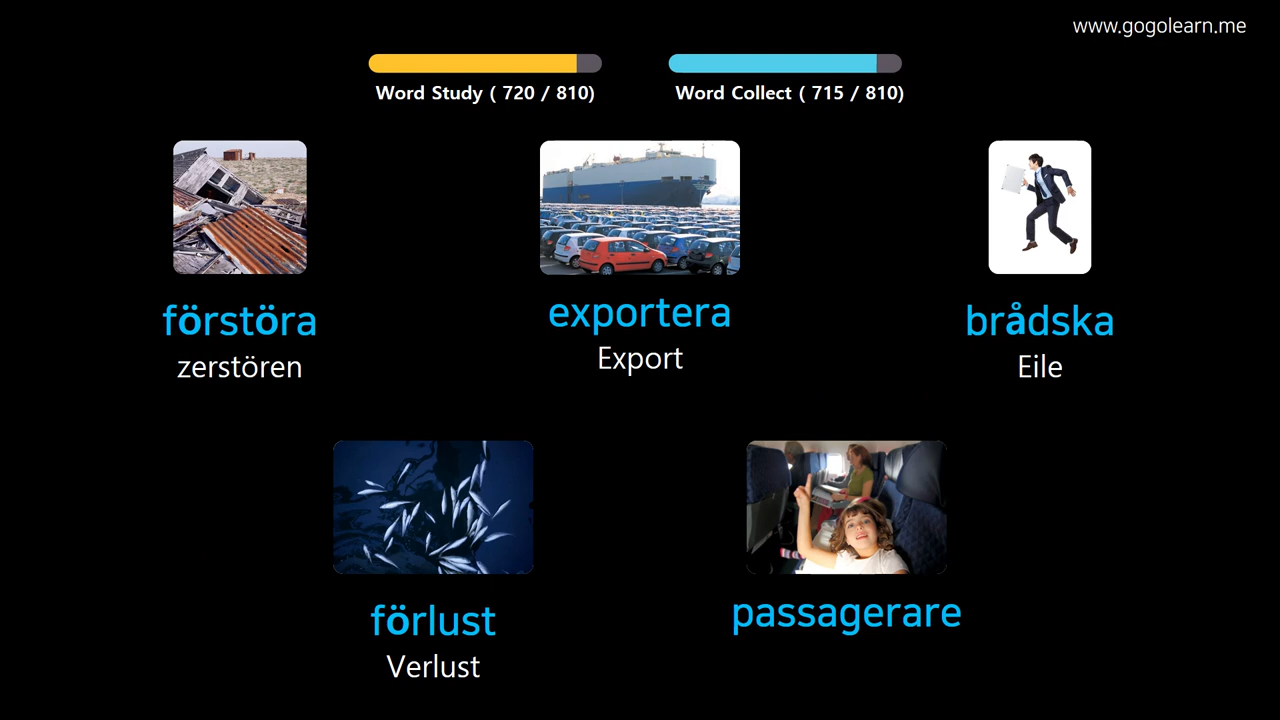 www.gogolearn.me
Word Study ( 720 / 810)
Word Collect ( 715 / 810)
förstöra
zerstören
exportera
Export
brådska
Eile
förlust
Verlust
passagerare